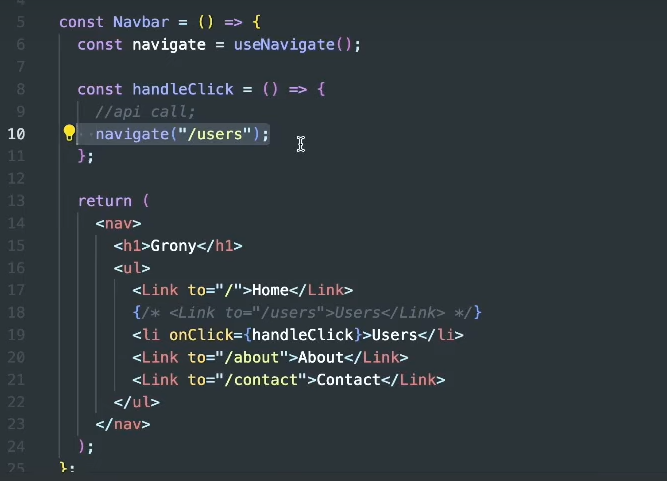 5 const Navbar = () => {
6 const navigate = useNavigate();
7
8 const handleClick = () => {
9 //api call;
10 navigate("/users");
11 };
12
13 return (
14 <nav>
15 <h1>Grony</h1>
16 <ul>
17 <Link to="/">Home</Link>
18 {/* <Link to="/users">Users</Link> */}
19 <li onClick={handleClick}>Users</li>
20 <Link to="/about">About</Link>
21 <Link to="/contact">Contact</Link>
22 </ul>
23 </nav>
24 );
25 };